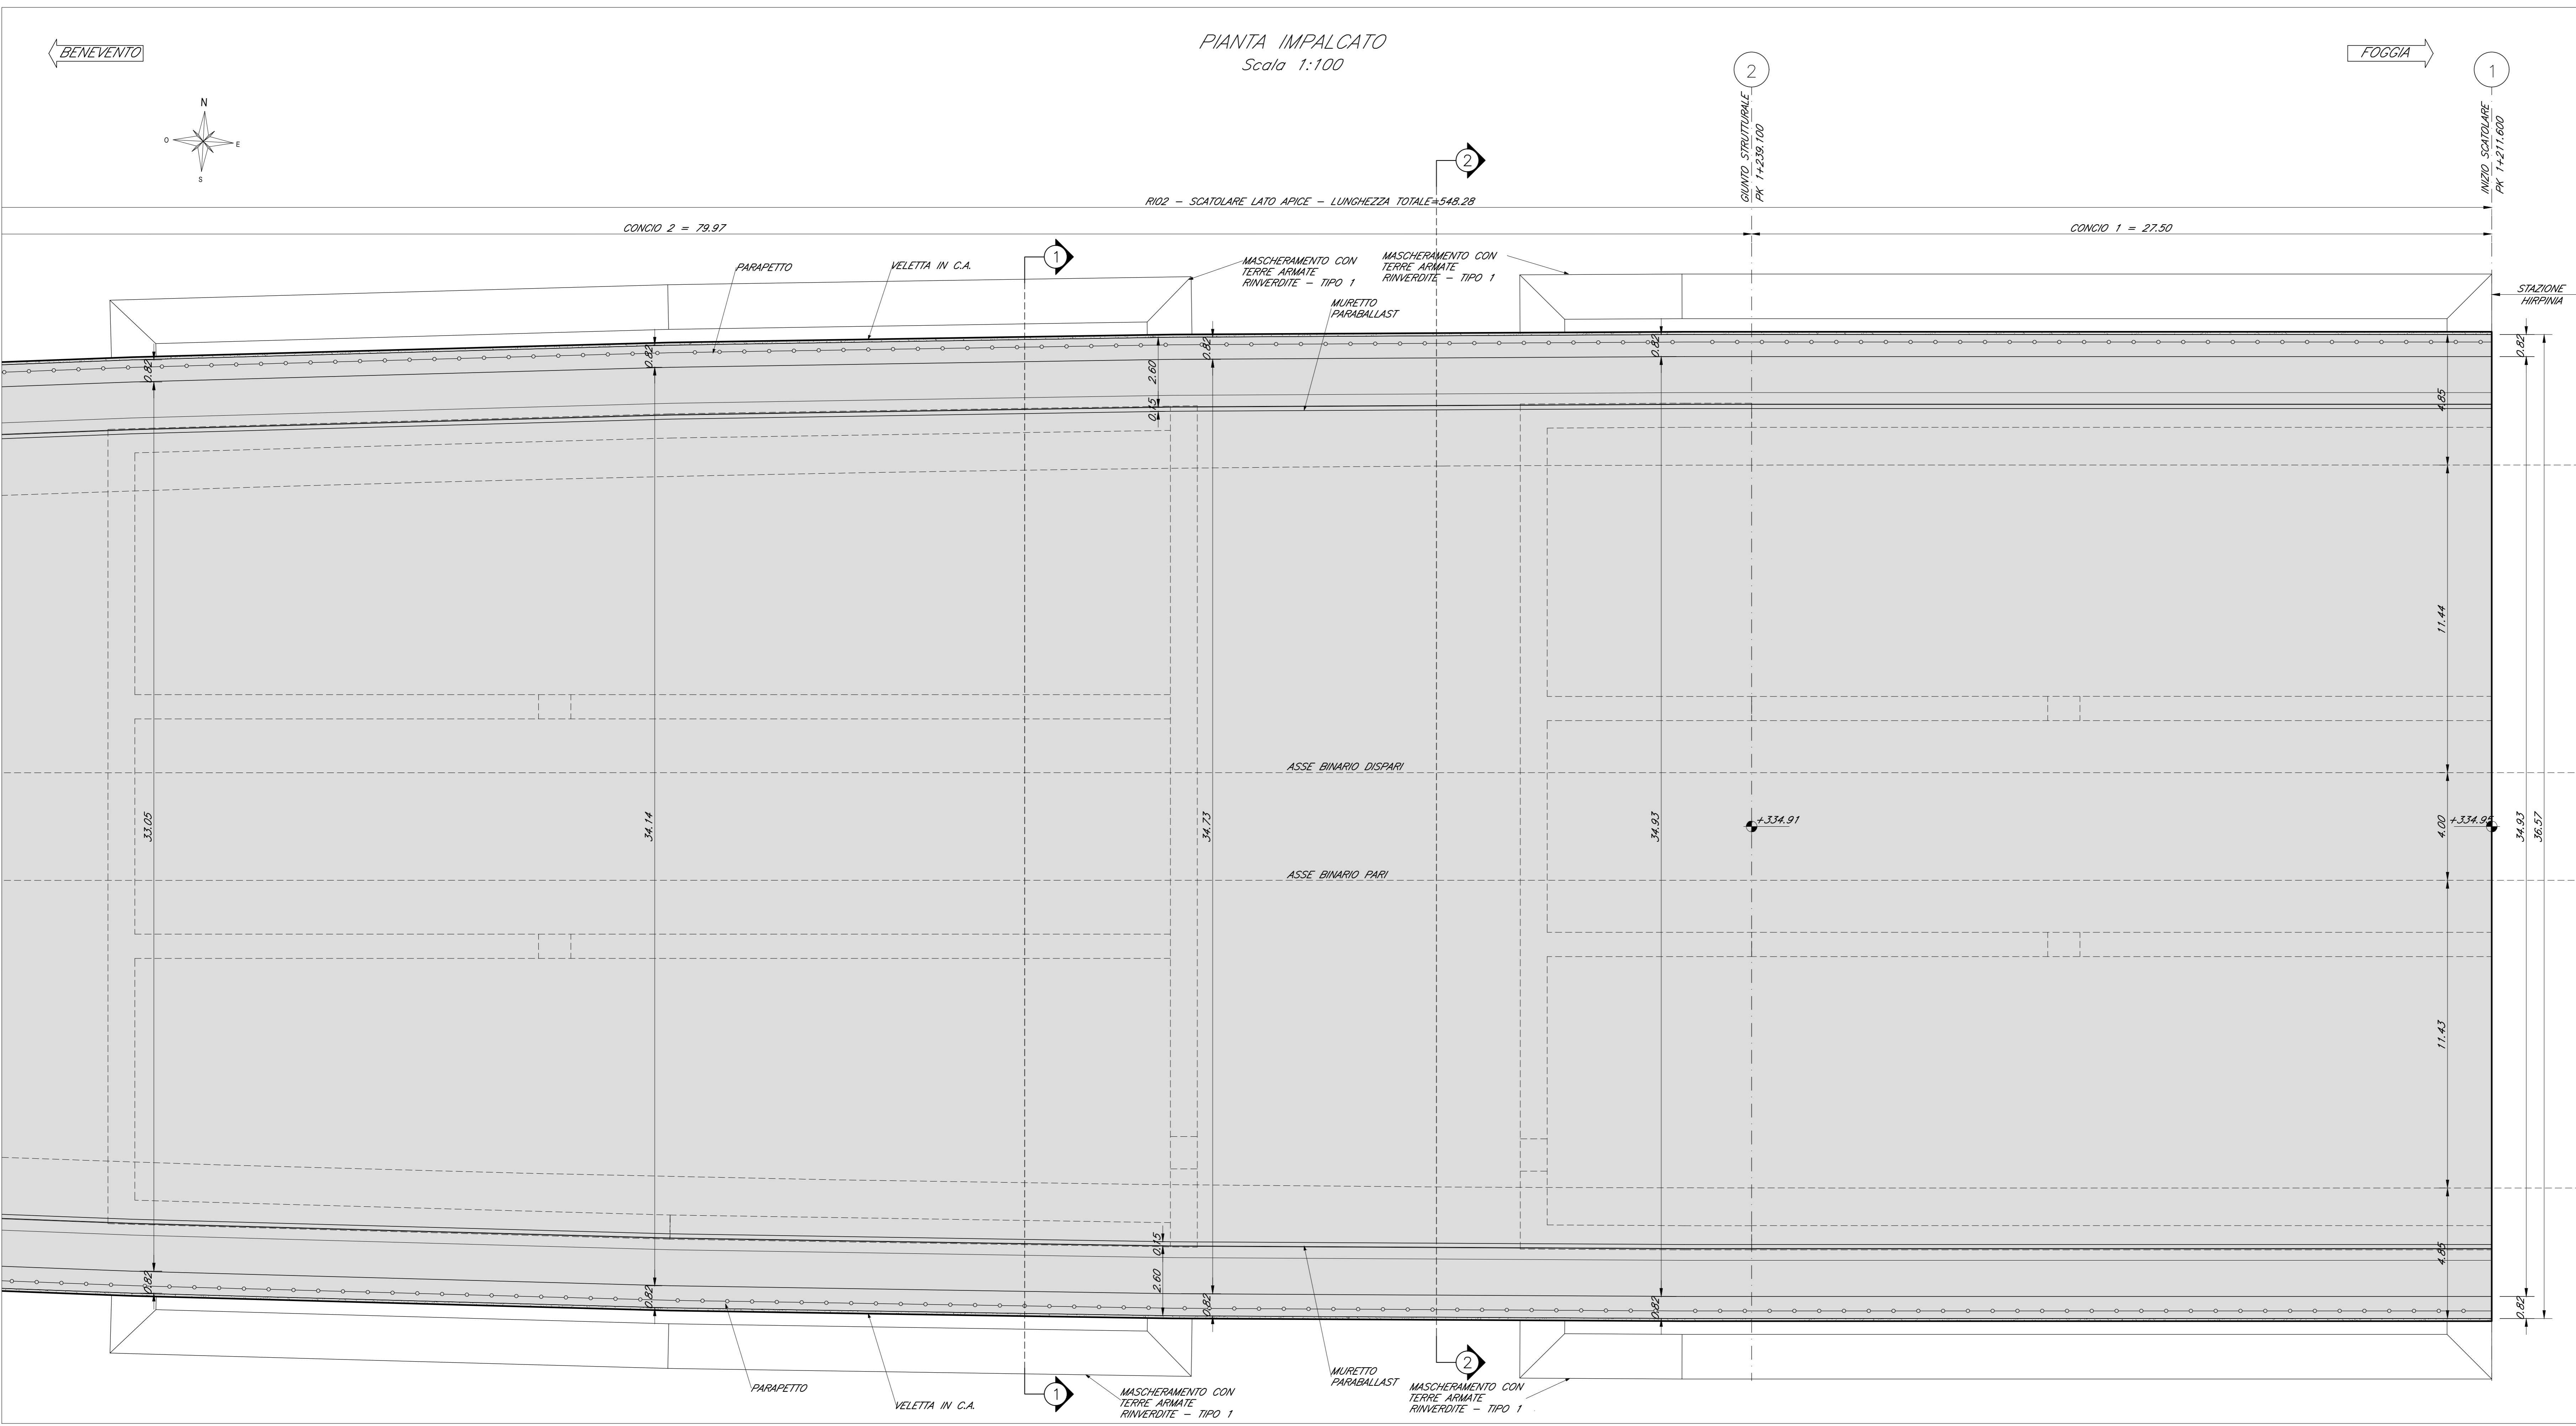 PIANTA IMPALCATO
Scala 1:100
BENEVENTO
FOGGIA
N
O
E
S
2
1
GIUNTO STRUTTURALE
PK 1+239.100
INIZIO SCATOLARE
PK 1+211.600
2
RI02 - SCATOLARE LATO APICE - LUNGHEZZA TOTALE=548.28
CONCIO 2 = 79.97
CONCIO 1 = 27.50
1
PARAPETTO
VELETTA IN C.A.
MASCHERAMENTO CON
TERRE ARMATE
RINVERDITE - TIPO 1
MASCHERAMENTO CON
TERRE ARMATE
RINVERDITE - TIPO 1
MURETTO
PARABALLAST
STAZIONE
HIRPINIA
0.82
0.82
2.60
0.15
0.82
0.82
4.85
0.82
11.44
ASSE BINARIO DISPARI
33.05
34.14
34.73
34.93
+334.91
4.00
+334.95
34.93
36.57
ASSE BINARIO PARI
11.43
0.15
2.60
4.85
0.82
0.82
0.82
0.82
0.82
PARAPETTO
VELETTA IN C.A.
1
MASCHERAMENTO CON
TERRE ARMATE
RINVERDITE - TIPO 1
MURETTO
PARABALLAST
2
MASCHERAMENTO CON
TERRE ARMATE
RINVERDITE - TIPO 1